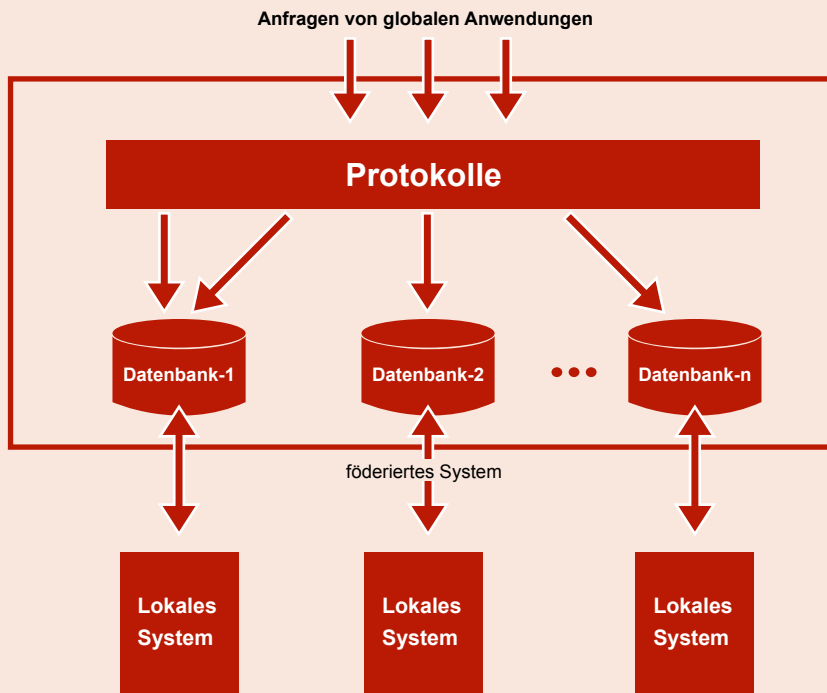 Anfragen von globalen Anwendungen
Protokolle
Datenbank-1
Datenbank-2
Datenbank-n
föderiertes System
Lokales
System
Lokales
System
Lokales
System